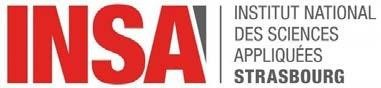 INSA
INSTITUT NATIONAL
DES SCIENCES
APPLIQUÉES
STRASBOURG